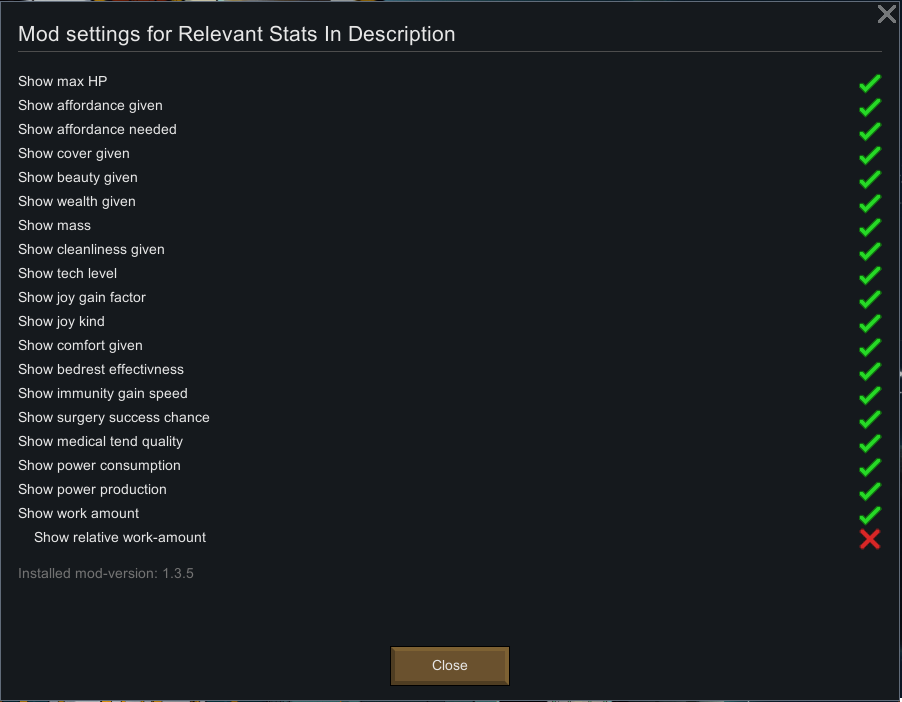 Mod settings for Relevant Stats In Description
Show max HP
Show affordance given
Show affordance needed
Show cover given
Show beauty given
Show wealth given
Show mass
Show cleanliness given
Show tech level
Show joy gain factor
Show joy kind
Show comfort given
Show bedrest effectivness
Show immunity gain speed
Show surgery success chance
Show medical tend quality
Show power consumption
Show power production
Show work amount
Show relative work-amount
Installed mod-version: 1.3.5
Close